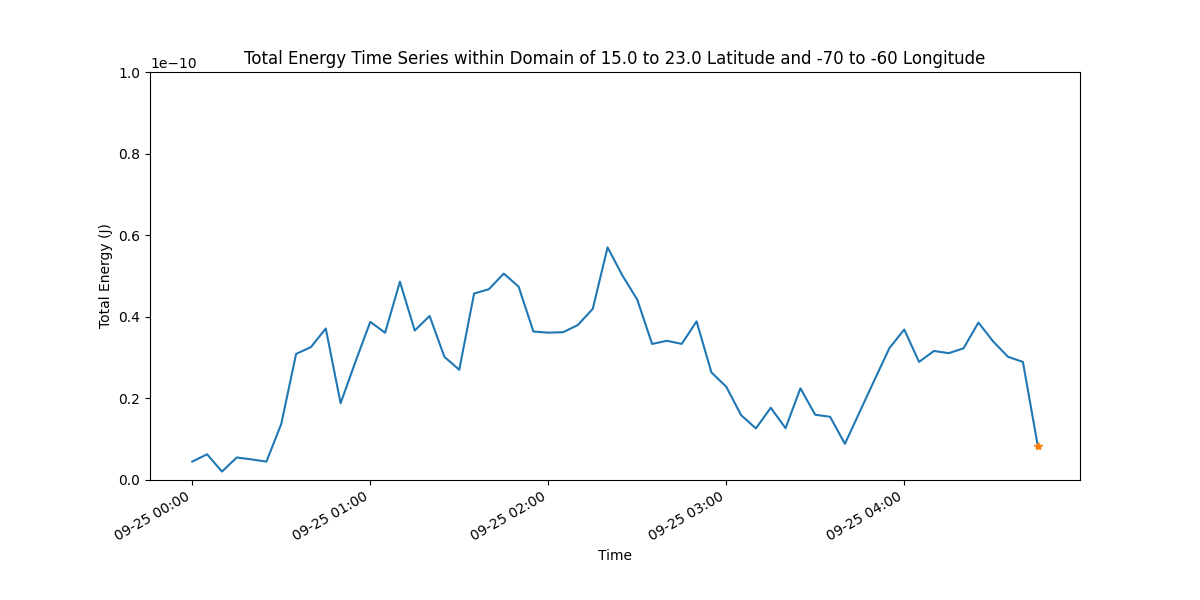 Total Energy Time Series within Domain of 15.0 to 23.0 Latitude and -70 to -60 Longitude
1e−10
1.0
0.8
0.6
0.4
0.2
0.0
Total Energy (J)
09-25 00:00
09-25 01:00
09-25 02:00
09-25 03:00
09-25 04:00
Time